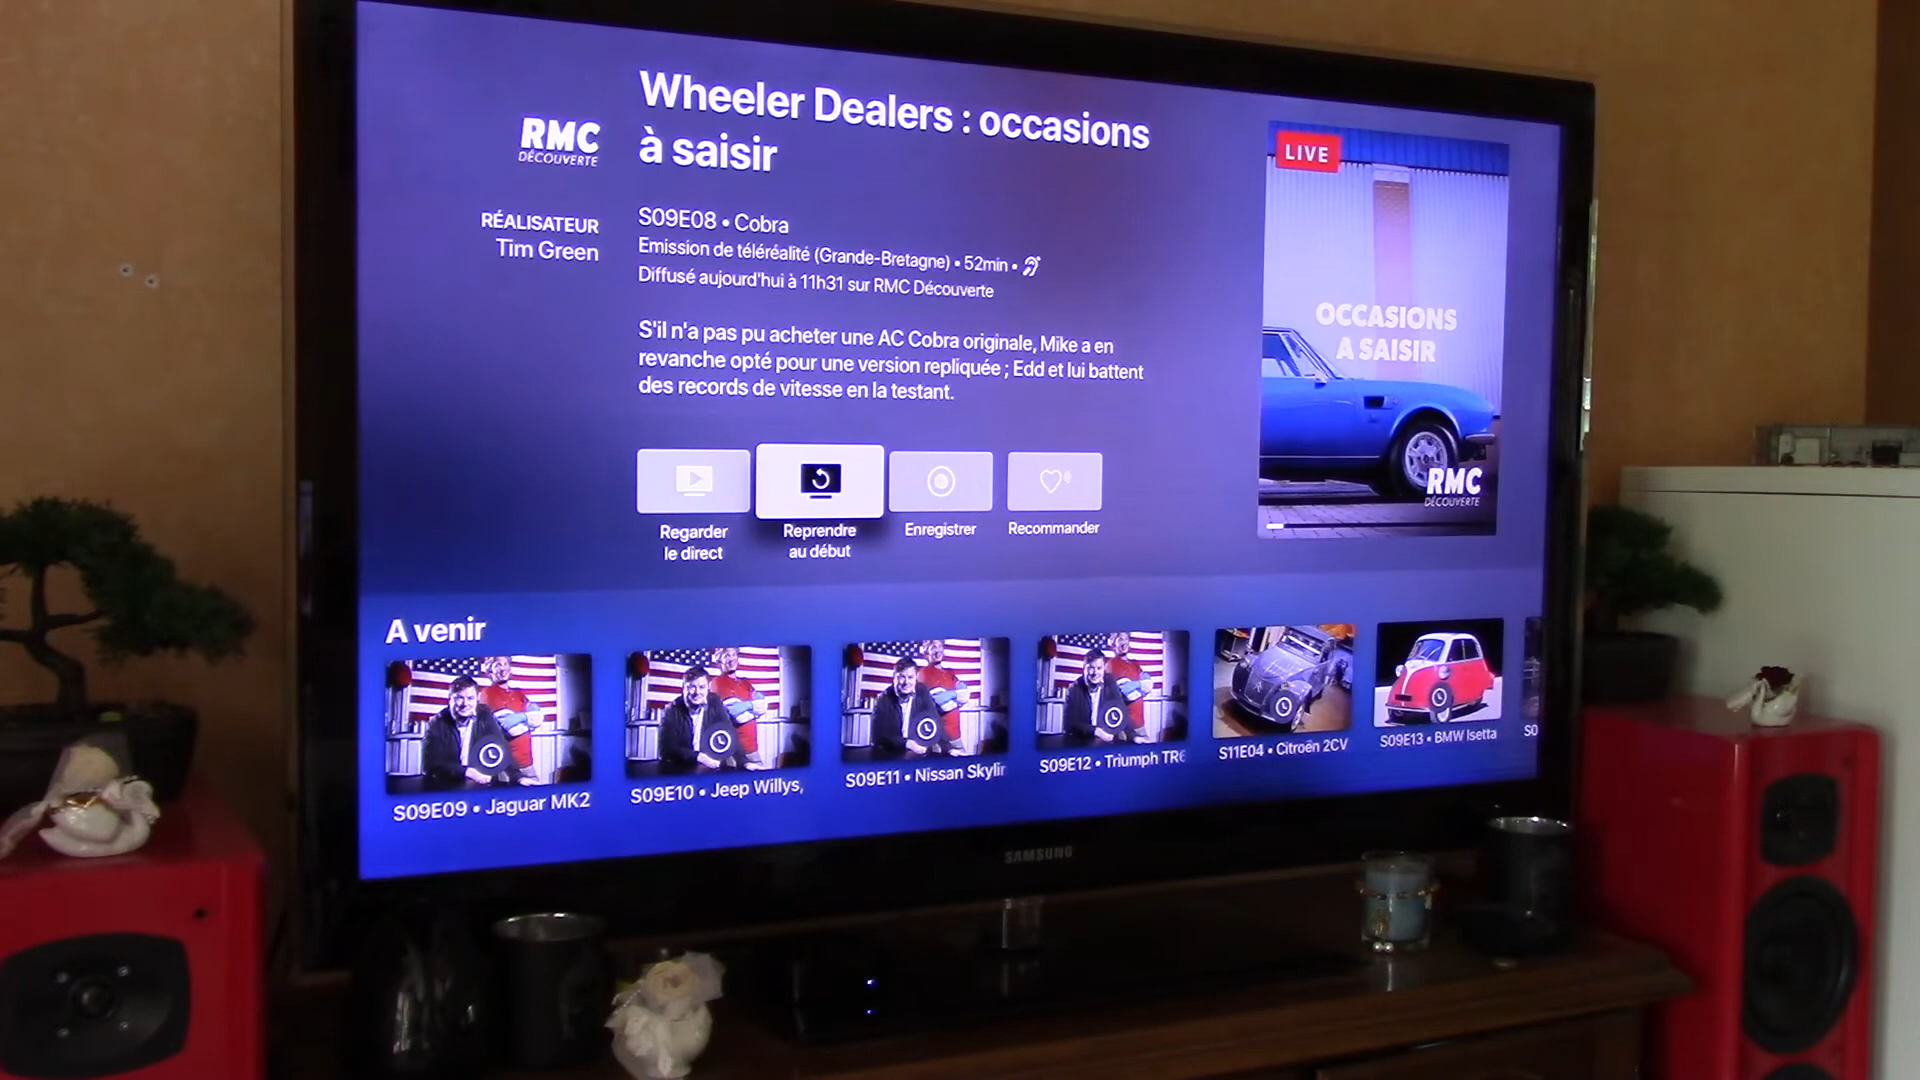 Wheeler Dealers : occasions
à saisir
RMC
DÉCOUVERTE
RÉALISATEUR
Tim Green
S09E08 • Cobra
Emission de téléréalité (Grande-Bretagne) • 52min •
Diffusé aujourd'hui à 11h31 sur RMC Découverte
S'il n'a pas pu acheter une AC Cobra originale, Mike a en
revanche opté pour une version repliquée ; Edd et lui battent
des records de vitesse en la testant.
LIVE
OCCASIONS
A SAISIR
RMC
DÉCOUVERTE
Regarder
le direct
Reprendre
au début
Enregistrer
Recommander
A venir
S09E09 • Jaguar MK2
S09E10 • Jeep Willys,
S09E11 • Nissan Skylin
S09E12 • Triumph TR6
S11E04 • Citroën 2CV
S09E13 • BMW Isetta
S0
SAMSUNG